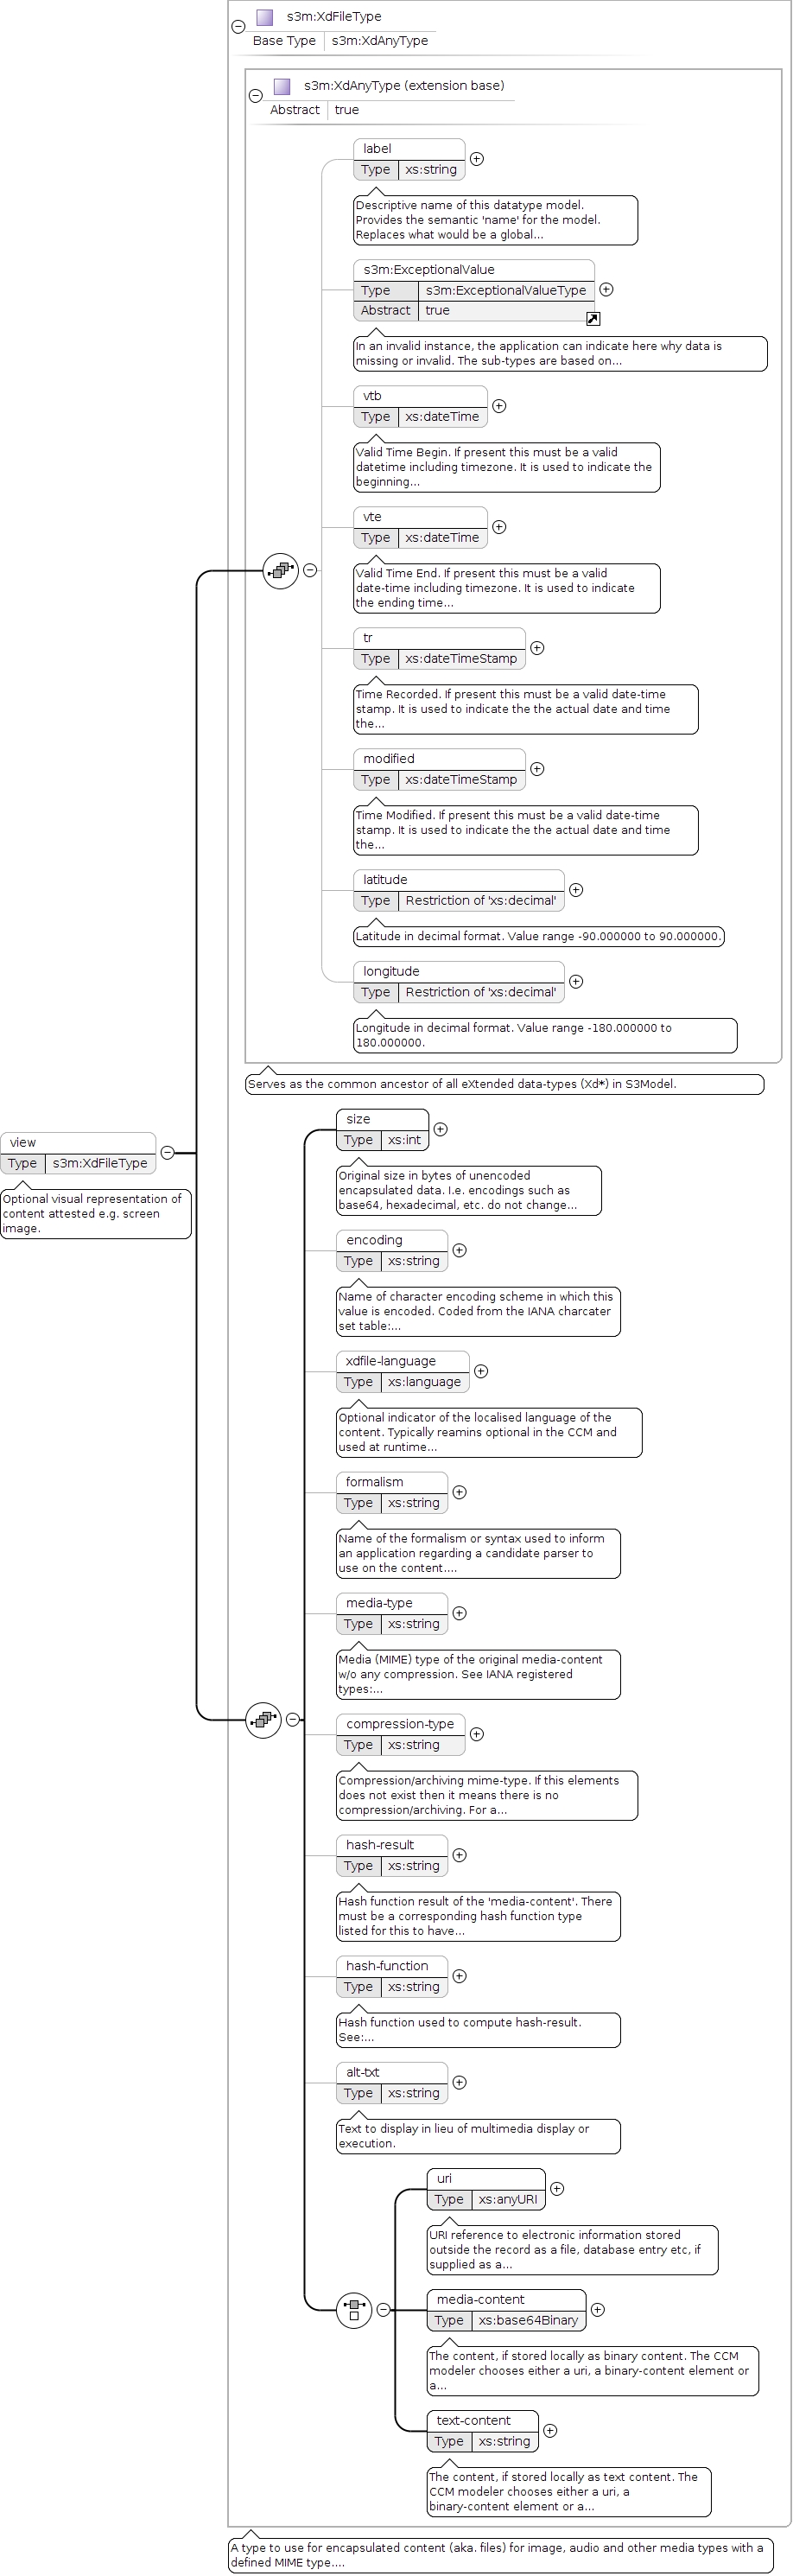 s3m:XdFileType
Base Type s3m:XdAnyType
s3m:XdAnyType (extension base)
Abstract true
label
Type xs:string
Descriptive name of this datatype model.
Provides the semantic 'name' for the model.
Replaces what would be a global...
s3m:ExceptionalValue
Type s3m:ExceptionalValueType
Abstract true
In an invalid instance, the application can indicate here why data is
missing or invalid. The sub-types are based on...
vtb
Type xs:dateTime
Valid Time Begin. If present this must be a valid
datetime including timezone. It is used to indicate the
beginning...
vte
Type xs:dateTime
Valid Time End. If present this must be a valid
date-time including timezone. It is used to indicate
the ending time...
tr
Type xs:dateTimeStamp
Time Recorded. If present this must be a valid date-time
stamp. It is used to indicate the the actual date and time
the...
modified
Type xs:dateTimeStamp
Time Modified. If present this must be a valid date-time
stamp. It is used to indicate the the actual date and time
the...
latitude
Type Restriction of 'xs:decimal'
Latitude in decimal format. Value range -90.000000 to 90.000000.
longitude
Type Restriction of 'xs:decimal'
Longitude in decimal format. Value range -180.000000 to
180.000000.
Serves as the common ancestor of all eXtended data-types (Xd*) in S3Model.
view
Type s3m:XdFileType
Optional visual representation of
content attested e.g. screen
image.
size
Type xs:int
Original size in bytes of unencoded
encapsulated data. I.e. encodings such as
base64, hexadecimal, etc. do not change...
encoding
Type xs:string
Name of character encoding scheme in which this
value is encoded. Coded from the IANA charcater
set table:...
xdfile-language
Type xs:language
Optional indicator of the localised language of the
content. Typically reamins optional in the CCM and
used at runtime...
formalism
Type xs:string
Name of the formalism or syntax used to inform
an application regarding a candidate parser to
use on the content....
media-type
Type xs:string
Media (MIME) type of the original media-content
w/o any compression. See IANA registered
types:...
compression-type
Type xs:string
Compression/archiving mime-type. If this elements
does not exist then it means there is no
compression/archiving. For a...
hash-result
Type xs:string
Hash function result of the 'media-content'. There
must be a corresponding hash function type
listed for this to have...
hash-function
Type xs:string
Hash function used to compute hash-result.
See:...
alt-txt
Type xs:string
Text to display in lieu of multimedia display or
execution.
uri
Type xs:anyURI
URI reference to electronic information stored
outside the record as a file, database entry etc, if
supplied as a...
media-content
Type xs:base64Binary
The content, if stored locally as binary content. The CCM
modeler chooses either a uri, a binary-content element or
a...
text-content
Type xs:string
The content, if stored locally as text content. The
CCM modeler chooses either a uri, a
binary-content element or a...
A type to use for encapsulated content (aka. files) for image, audio and other media types with a
defined MIME type....